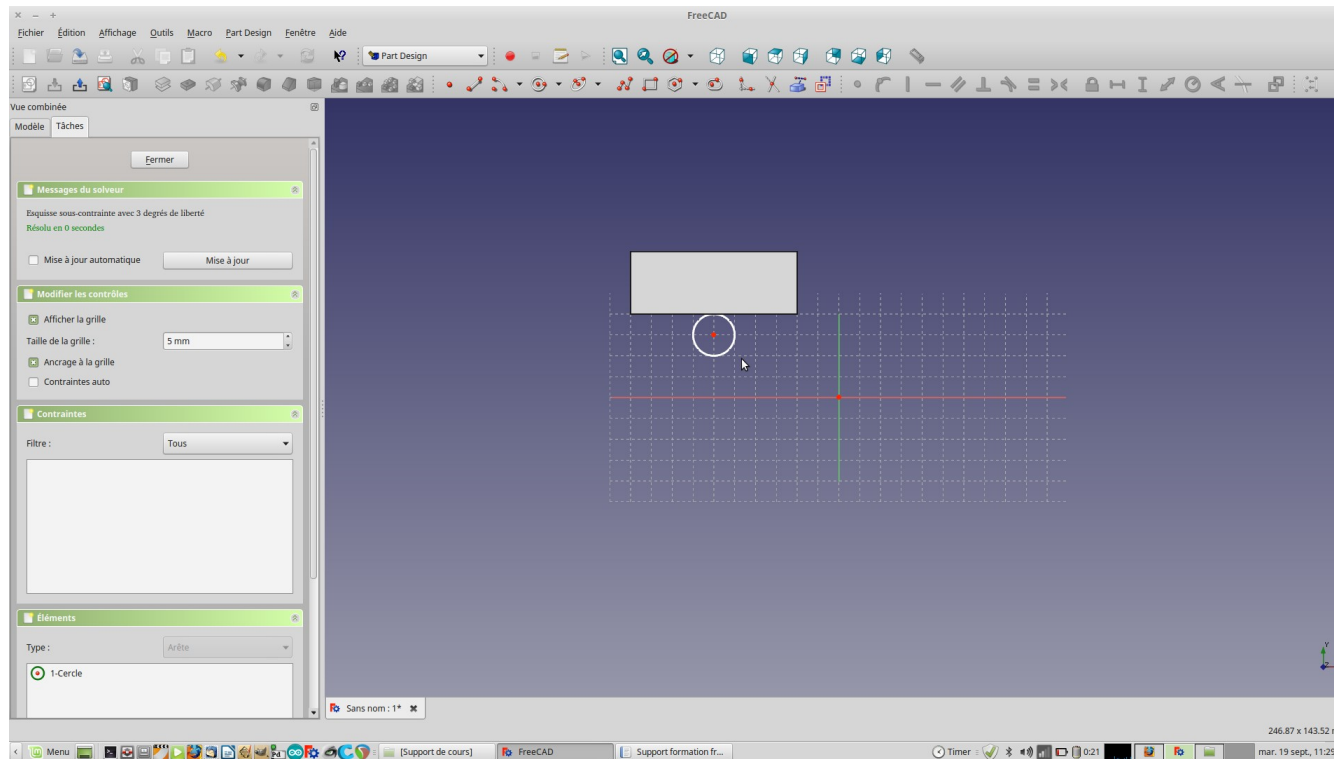 × − + FreeCAD
Fichier Édition Affichage Outils Macro Part Design Fenêtre Aide
Part Design
Vue combinée
Modèle Tâches
Fermer
Messages du solveur
Esquisse sous-contrainte avec 3 degrés de liberté
Résolu en 0 secondes
Mise à jour automatique Mise à jour
Modifier les contrôles
Afficher la grille
Taille de la grille : 5 mm
Ancrage à la grille
Contraintes auto
Contraintes
Filtre : Tous
Éléments
Type : Arête
1-Cercle
Y
Sans nom : 1*
246.87 x 143.52
Menu [Support de cours] FreeCAD Support formation fr... Timer 0:21 mar. 19 sept., 11:29